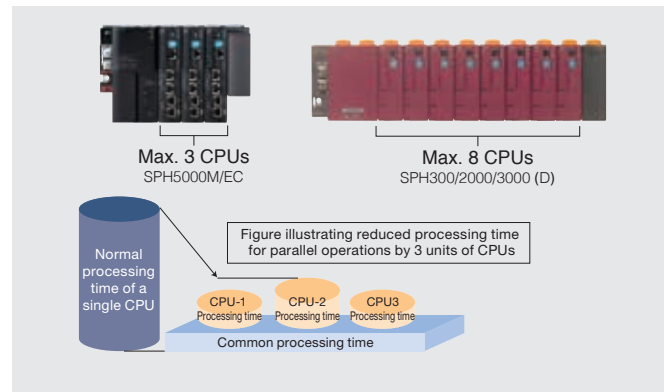 Max. 3 CPUs
SPH5000M/EC
Max. 8 CPUs
SPH300/2000/3000 (D)
Figure illustrating reduced processing time
for parallel operations by 3 units of CPUs
Normal
processing
time of a
single CPU
CPU-1
Processing time
CPU-2
Processing time
CPU3
Processing time
Common processing time